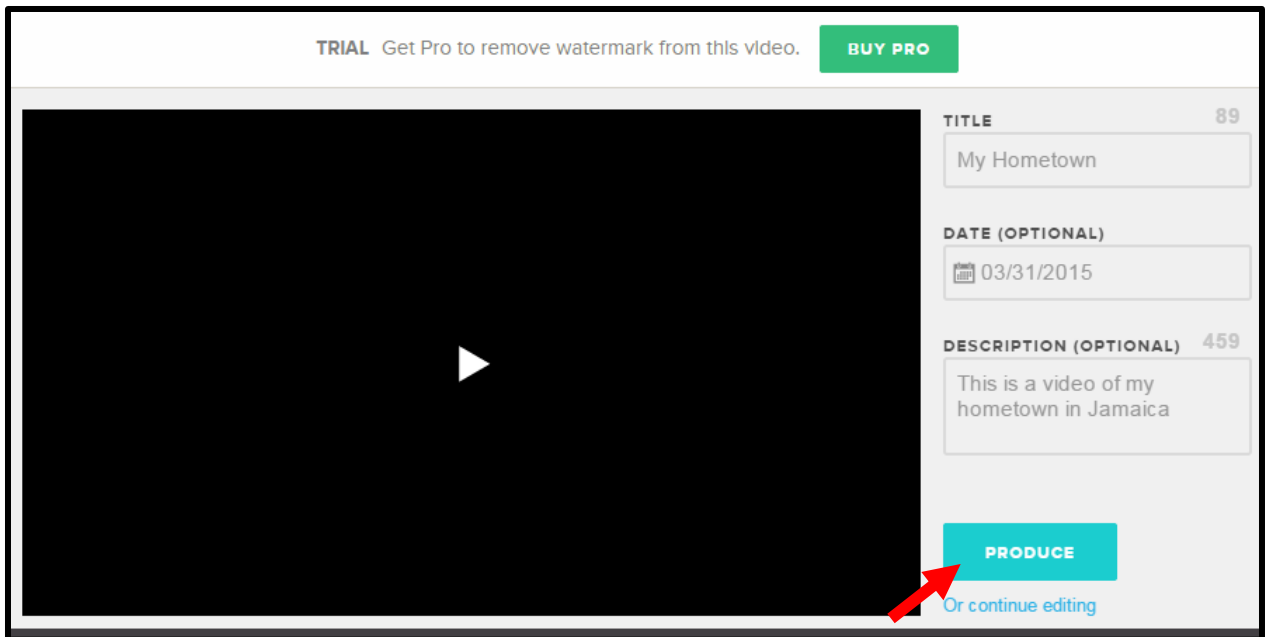 TRIAL Get Pro to remove watermark from this video. BUY PRO
TITLE 89
My Hometown
DATE (OPTIONAL)
03/31/2015
DESCRIPTION (OPTIONAL) 459
This is a video of my
hometown in Jamaica
PRODUCE
Or continue editing